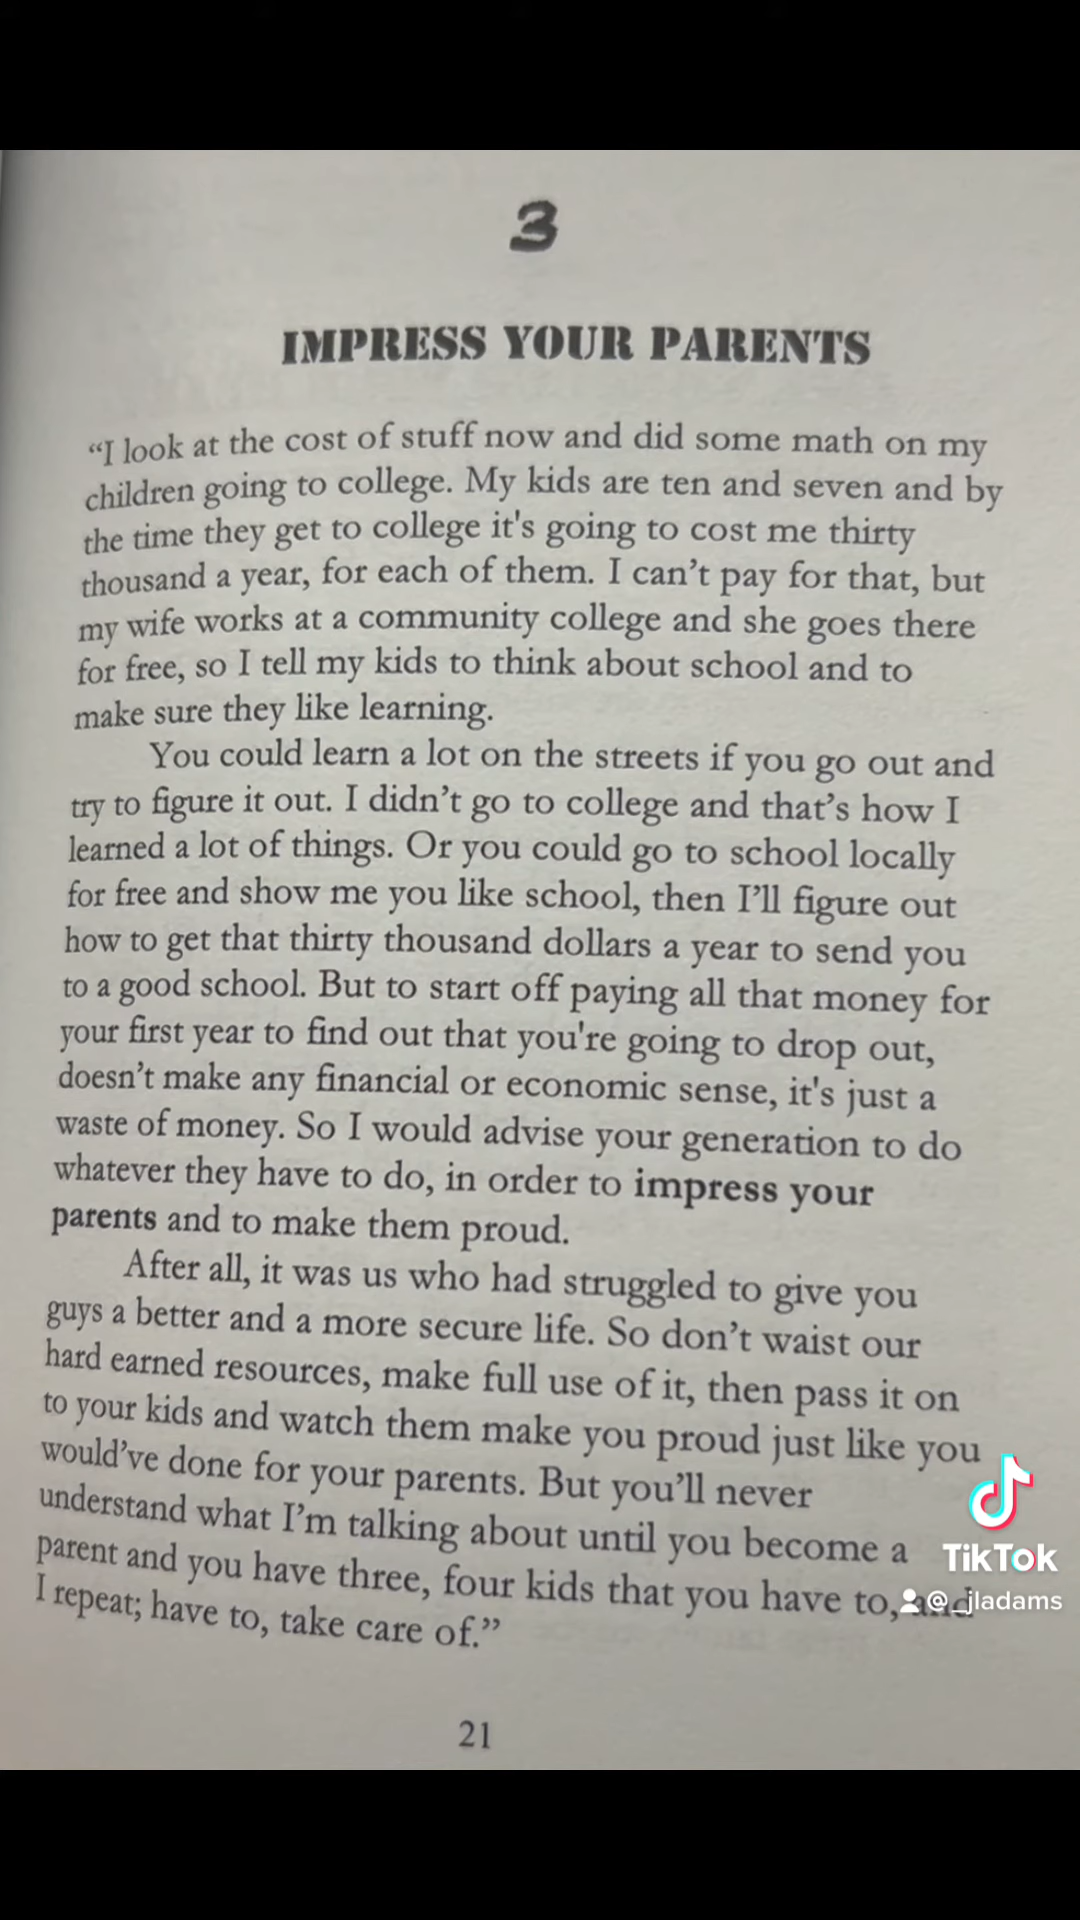 3
IMPRESS YOUR PARENTS
“I look at the cost of stuff now and did some math on my
children going to college. My kids are ten and seven and by
the time they get to college it's going to cost me thirty
thousand a year, for each of them. I can’t pay for that, but
my wife works at a community college and she goes there
for free, so I tell my kids to think about school and to
make sure they like learning.
You could learn a lot on the streets if you go out and
try to figure it out. I didn’t go to college and that’s how I
learned a lot of things. Or you could go to school locally
for free and show me you like school, then I’ll figure out
how to get that thirty thousand dollars a year to send you
to a good school. But to start off paying all that money for
your first year to find out that you're going to drop out,
doesn’t make any financial or economic sense, it's just a
waste of money. So I would advise your generation to do
whatever they have to do, in order to impress your
parents and to make them proud.
After all, it was us who had struggled to give you
guys a better and a more secure life. So don’t waist our
hard earned resources, make full use of it, then pass it on
to your kids and watch them make you proud just like you
would’ve done for your parents. But you’ll never
understand what I’m talking about until you become a
parent and you have three, four kids that you have to, and
I repeat; have to, take care of.”
TikTok
@_jladams
21